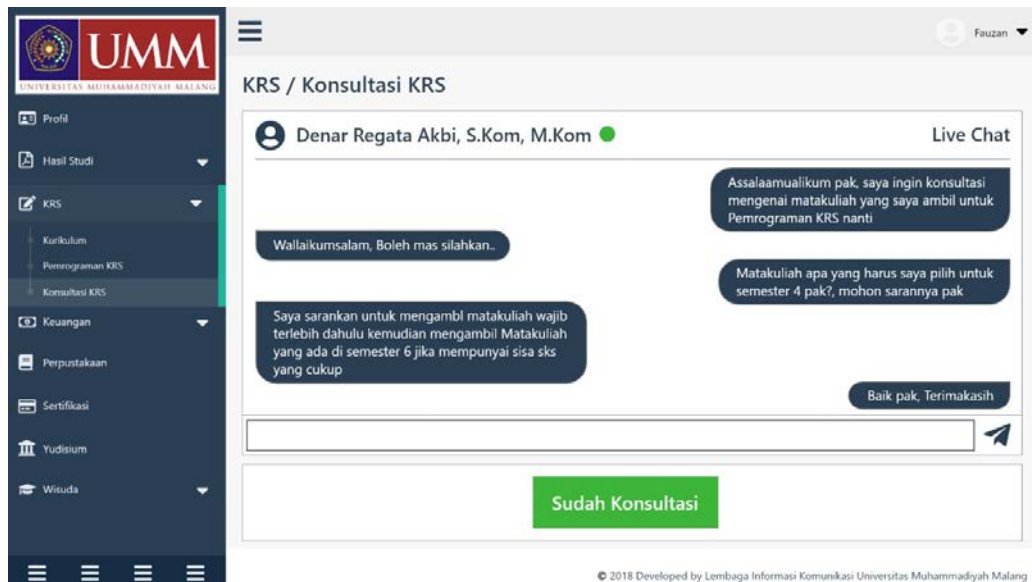 UMM
UNIVERSITAS MUHAMMADIYAH MALANG
Profil
Hasil Studi
KRS
Kurikulum
Pemrograman KRS
Konsultasi KRS
Keuangan
Perpustakaan
Sertifikasi
Yudisium
Wisuda
Fauzan
KRS / Konsultasi KRS
Denar Regata Akbi, S.Kom, M.Kom
Live Chat
Assalaamualikum pak, saya ingin konsultasi
mengenai matakuliah yang saya ambil untuk
Pemrograman KRS nanti
Wallaikumsalam, Boleh mas silahkan..
Matakuliah apa yang harus saya pilih untuk
semester 4 pak?, mohon sarannya pak
Saya sarankan untuk mengambl matakuliah wajib
terlebih dahulu kemudian mengambil Matakuliah
yang ada di semester 6 jika mempunyai sisa sks
yang cukup
Baik pak, Terimakasih
Sudah Konsultasi
© 2018 Developed by Lembaga Informasi Komunikasi Universitas Muhammadiyah Malang